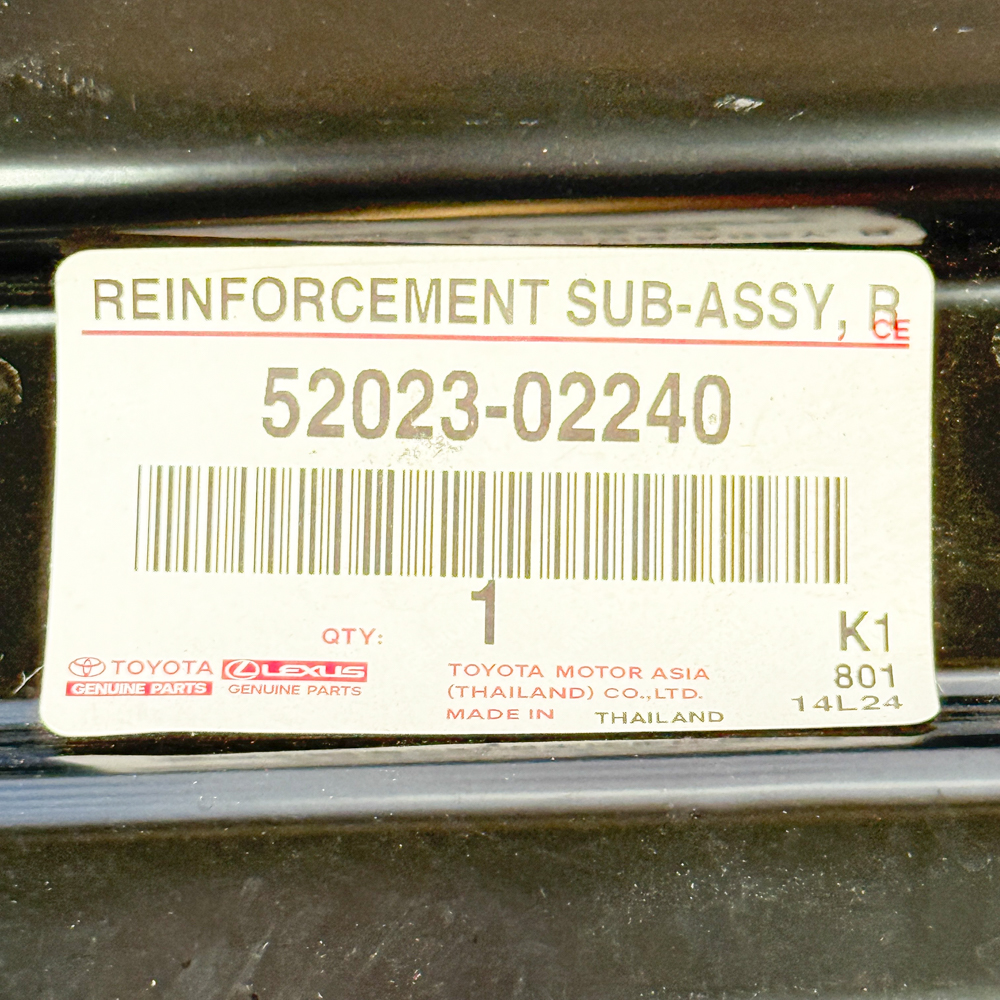 REINFORCEMENT SUB-ASSY, R
CE
52023-02240
QTY: 1
K1
801
14L24
TOYOTA
GENUINE PARTS
LEXUS
GENUINE PARTS
TOYOTA MOTOR ASIA
(THAILAND) CO.,LTD.
MADE IN THAILAND